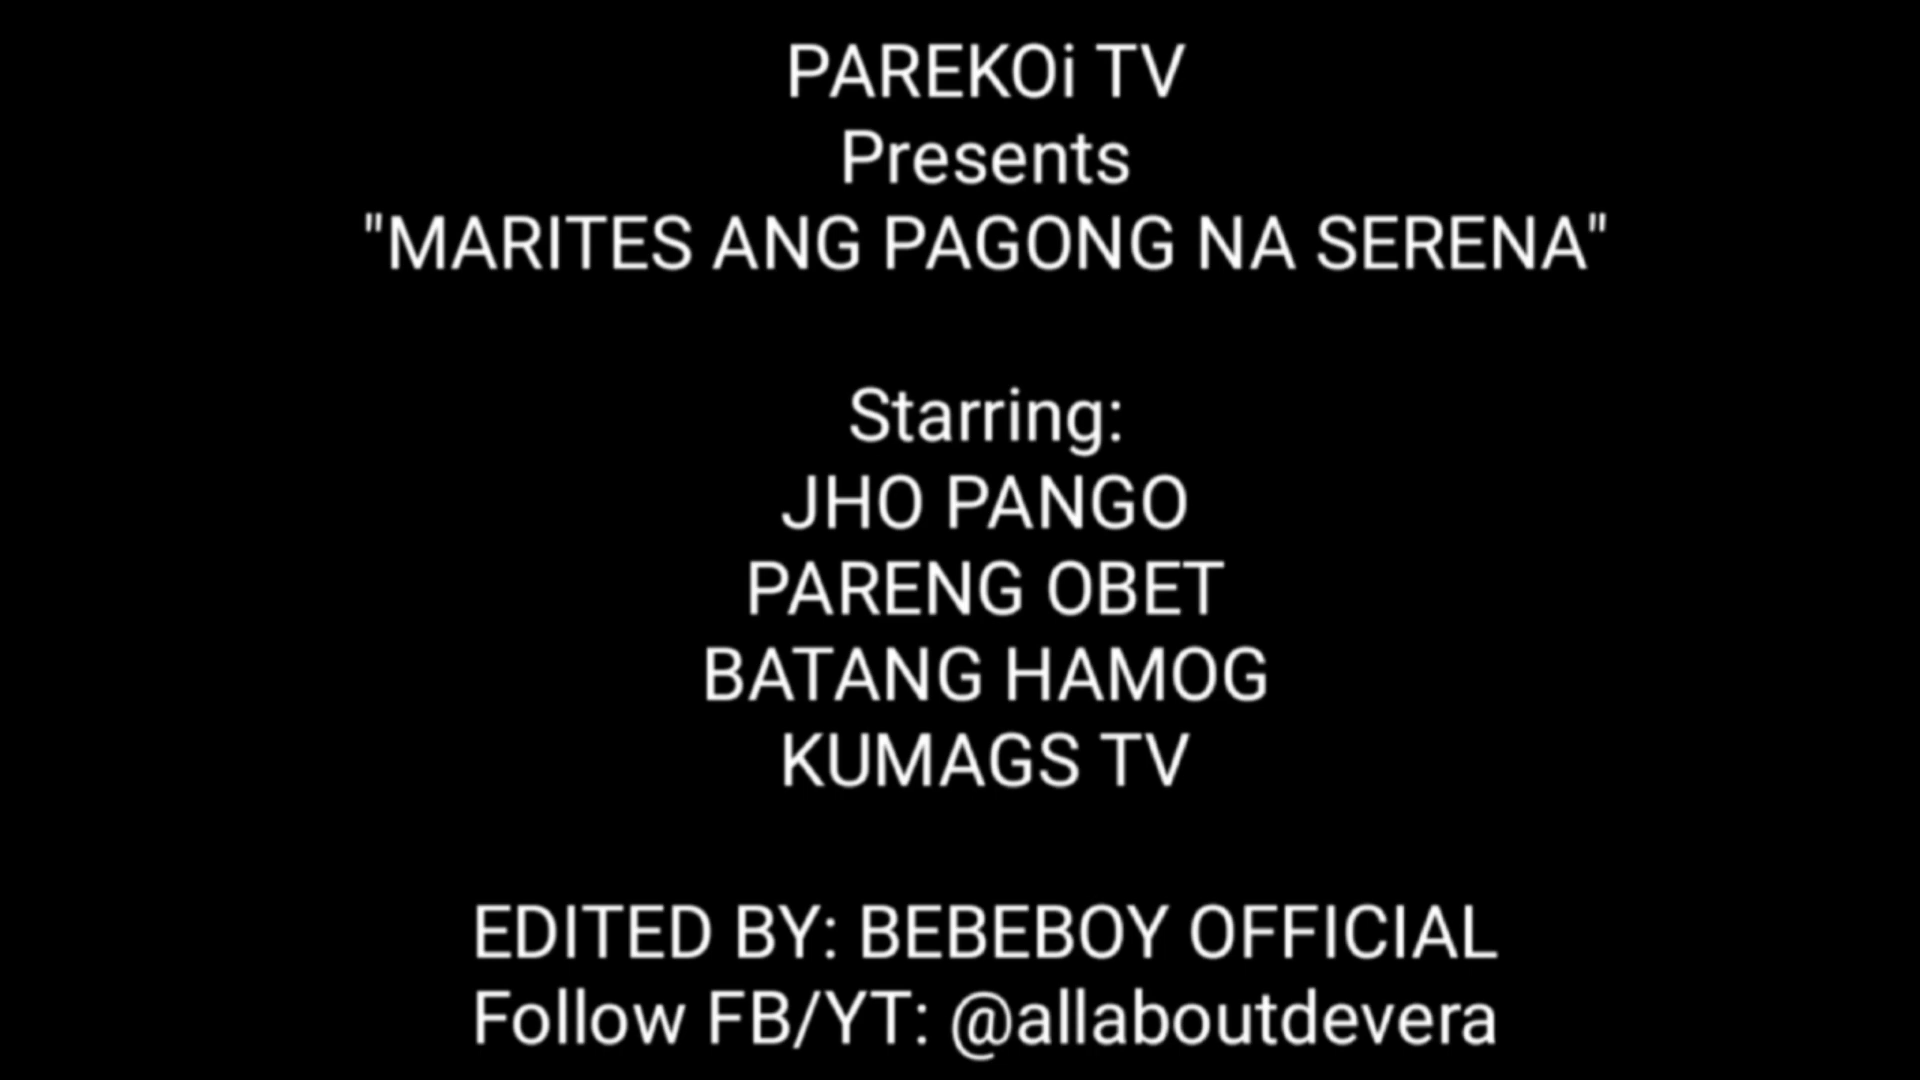 PAREKOi TV
Presents
"MARITES ANG PAGONG NA SERENA"
Starring:
JHO PANGO
PARENG OBET
BATANG HAMOG
KUMAGS TV
EDITED BY: BEBEBOY OFFICIAL
Follow FB/YT: @allaboutdevera